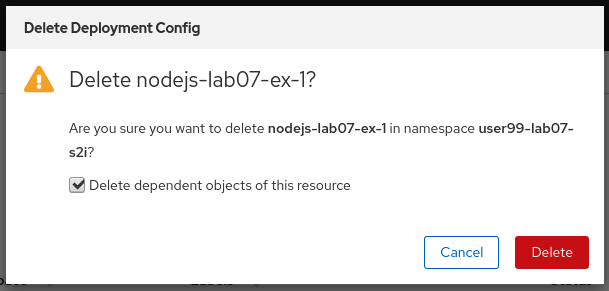 Delete Deployment Config
Delete nodejs-lab07-ex-1?
Are you sure you want to delete nodejs-lab07-ex-1 in namespace user99-lab07-
s2i?
Delete dependent objects of this resource
Cancel
Delete